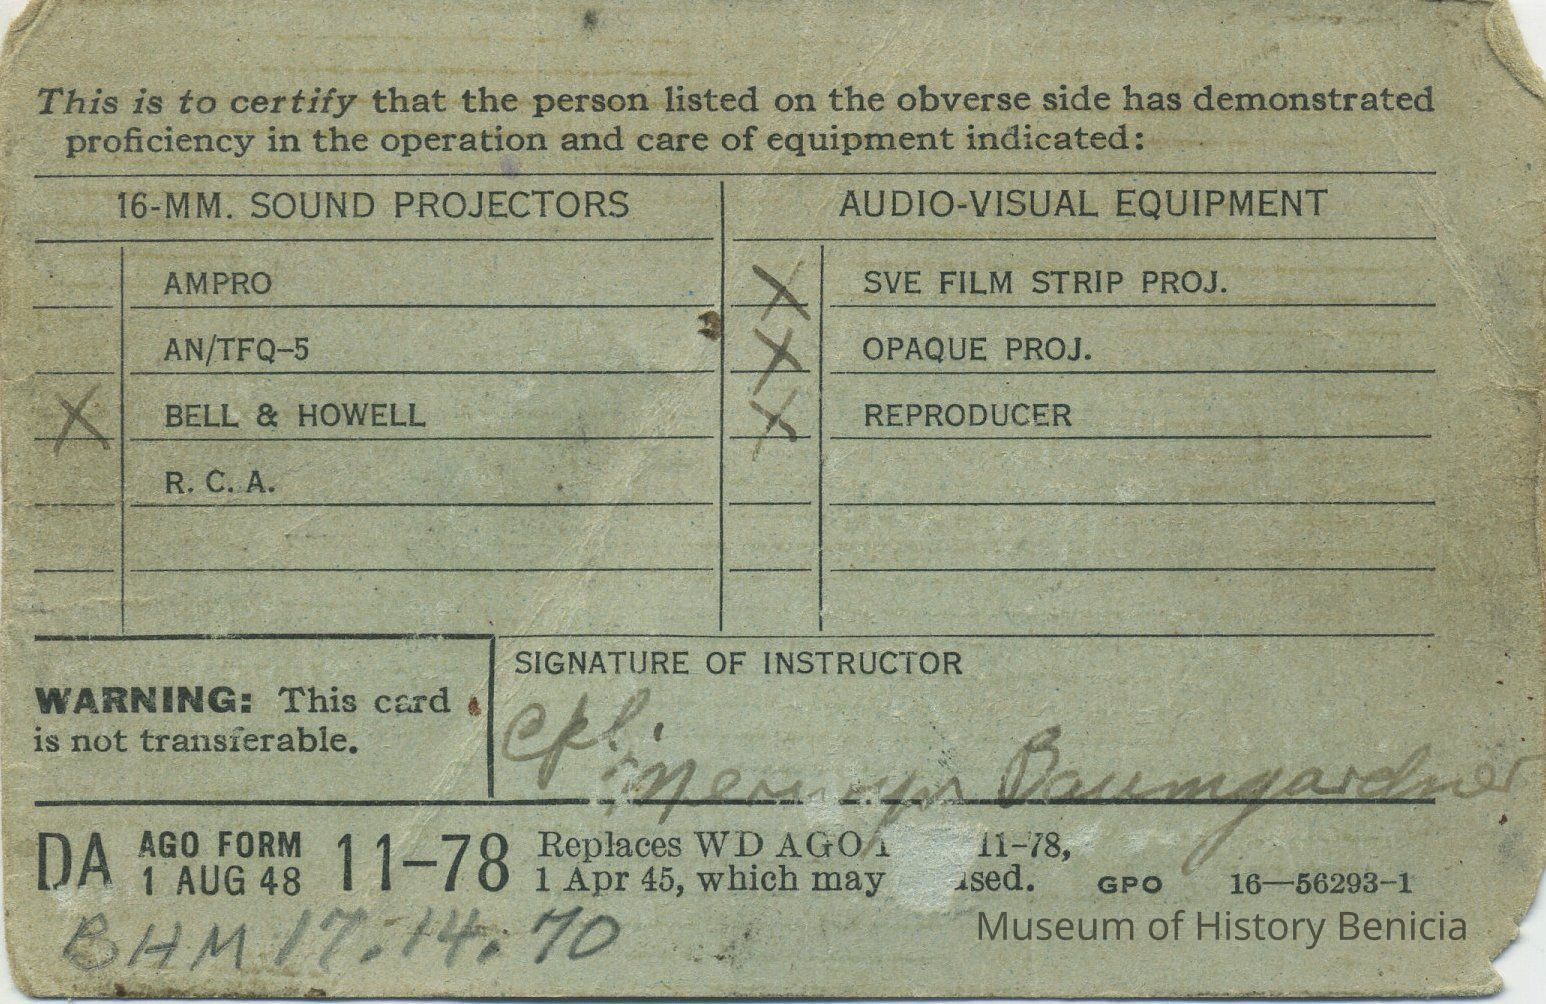 This is to certify that the person listed on the obverse side has demonstrated
proficiency in the operation and care of equipment indicated:
16-MM. SOUND PROJECTORS
AUDIO-VISUAL EQUIPMENT
AMPRO
X SVE FILM STRIP PROJ.
AN/TFQ-5
X OPAQUE PROJ.
X BELL & HOWELL
X REPRODUCER
R. C. A.
WARNING: This card
is not transferable.
SIGNATURE OF INSTRUCTOR
Cpl.
Baumgardner
DA AGO FORM 11-78
1 AUG 48
Replaces WD AGO 11-78,
1 Apr 45, which may
GPO 16—56293-1
BHM 17.14.70
Museum of History Benicia